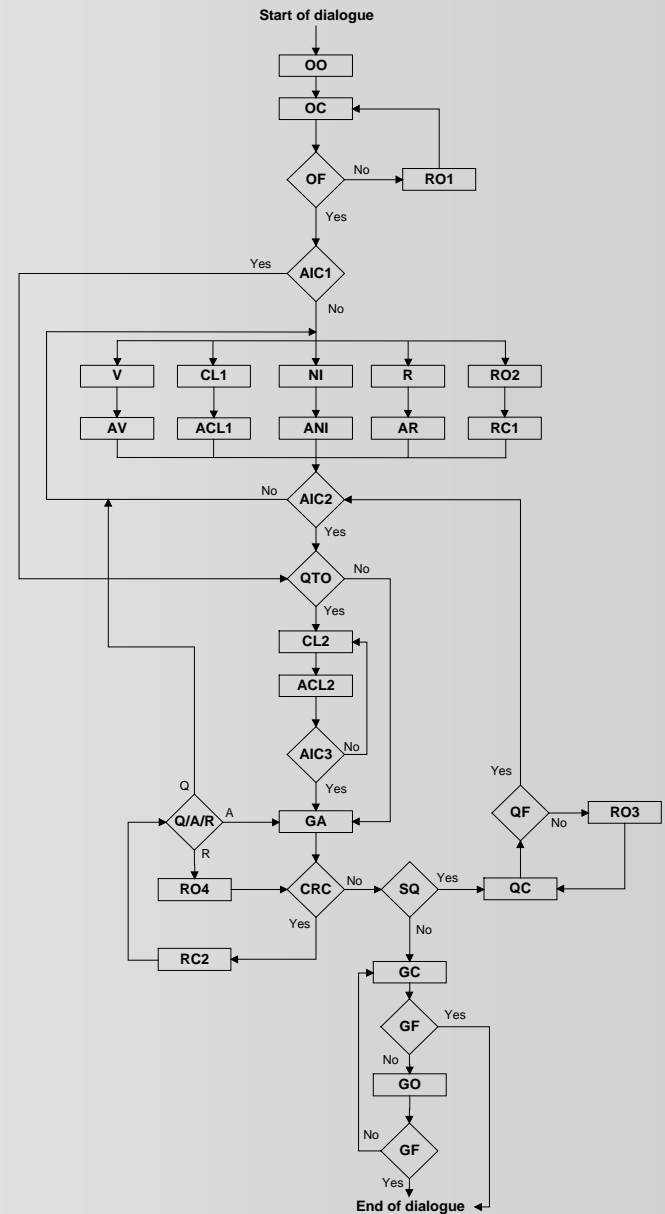 Start of dialogue
OO
OC
OF
No
RO1
Yes
Yes
AIC1
No
V
CL1
NI
R
RO2
AV
ACL1
ANI
AR
RC1
No
AIC2
Yes
QTO
No
Yes
CL2
ACL2
AIC3
No
Yes
Q
Yes
Q/A/R
A
GA
QF
No
RO3
R
RO4
CRC
No
SQ
Yes
QC
Yes
No
RC2
GC
GF
Yes
No
GO
No
GF
Yes
End of dialogue